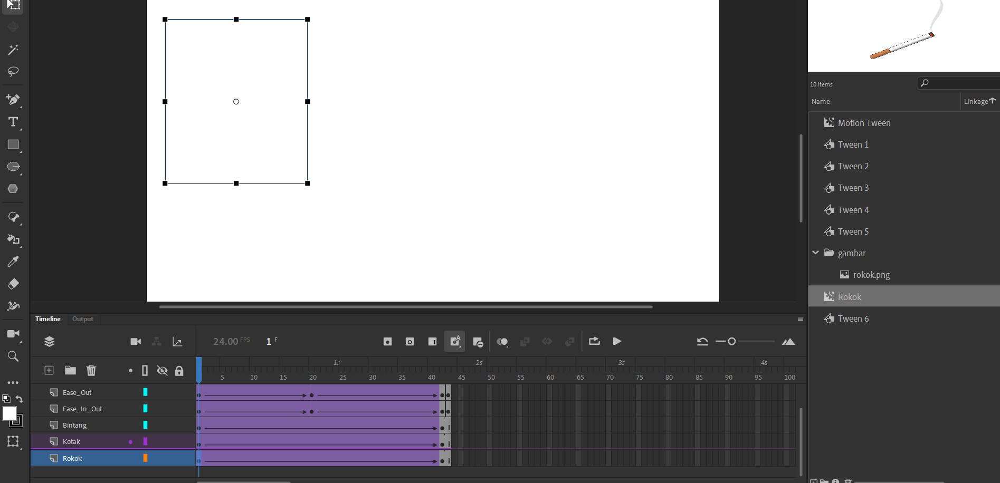 10 items
Name Linkage
Motion Tween
Tween 1
Tween 2
Tween 3
Tween 4
Tween 5
gambar
rokok.png
Rokok
Tween 6
Timeline Output
24.00 FPS 1 F
1s 2s 3s 4s
5 10 15 20 25 30 35 40 45 50 55 60 65 70 75 80 85 90 95 100
Ease_Out
Ease_In_Out
Bintang
Kotak
Rokok